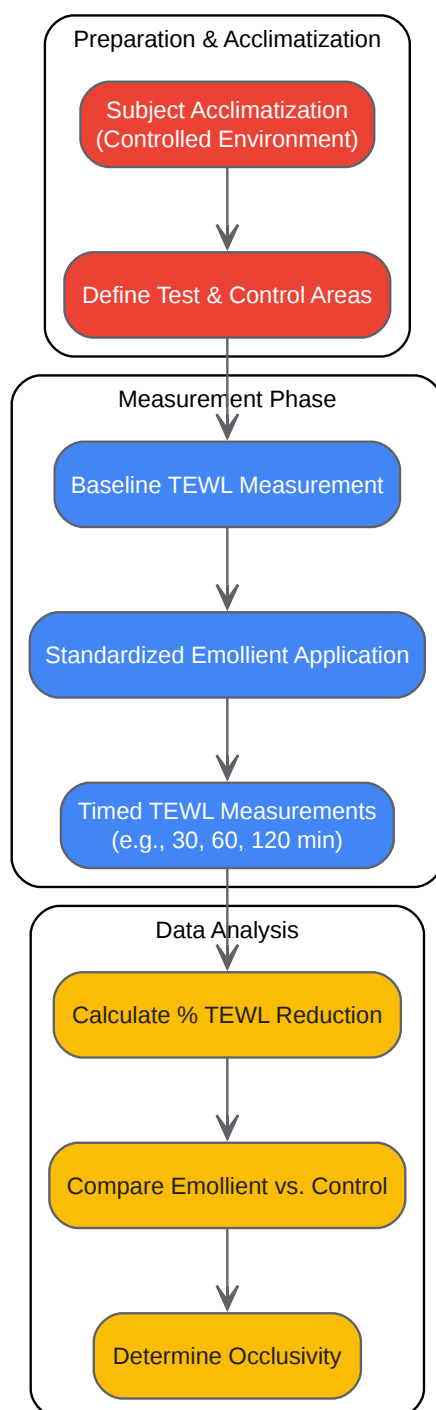 Preparation & Acclimatization
Subject Acclimatization
(Controlled Environment)
Define Test & Control Areas
Measurement Phase
Baseline TEWL Measurement
Standardized Emollient Application
Timed TEWL Measurements
(e.g., 30, 60, 120 min)
Data Analysis
Calculate % TEWL Reduction
Compare Emollient vs. Control
Determine Occlusivity